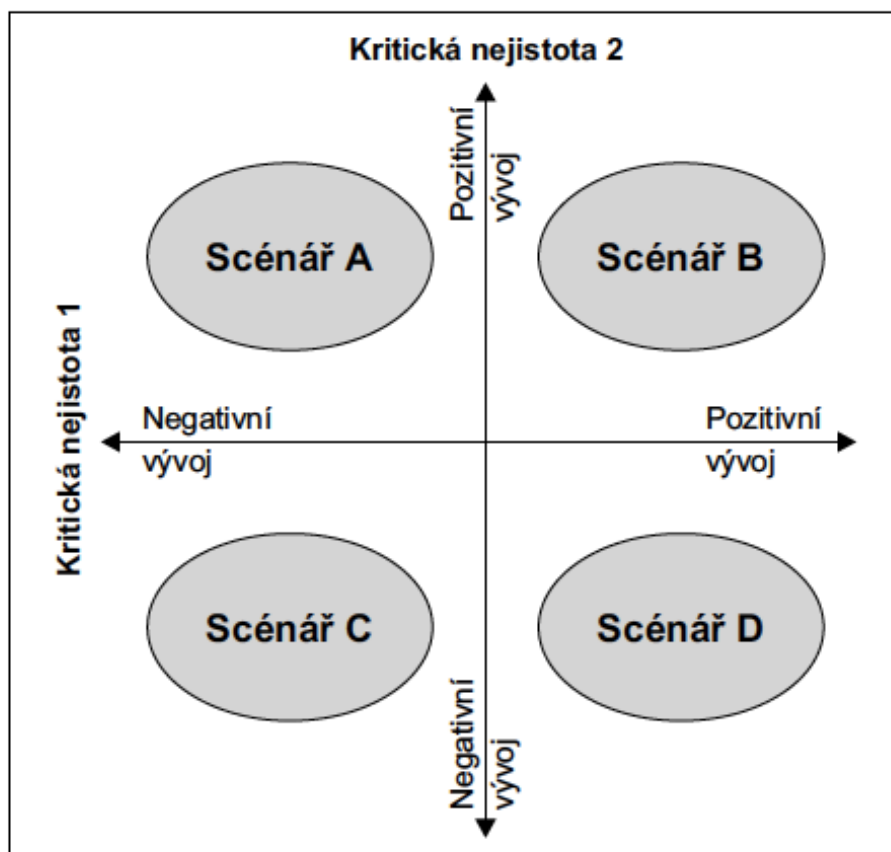 Kritická nejistota 2
Pozitivní
vývoj
Scénář A
Scénář B
Kritická nejistota 1
Negativní
vývoj
Pozitivní
vývoj
Scénář C
Scénář D
Negativní
vývoj